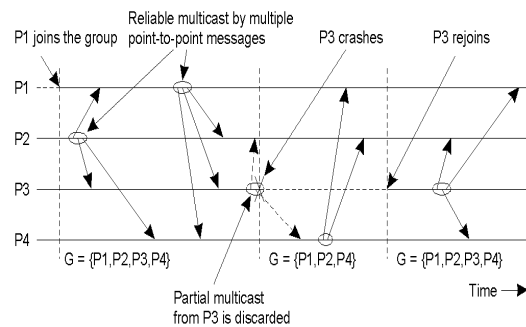 Reliable multicast by multiple
point-to-point messages
P1 joins the group
P3 crashes
P3 rejoins
P1
P2
P3
P4
G = {P1,P2,P3,P4}
G = {P1,P2,P4}
G = {P1,P2,P3,P4}
Partial multicast
from P3 is discarded
Time